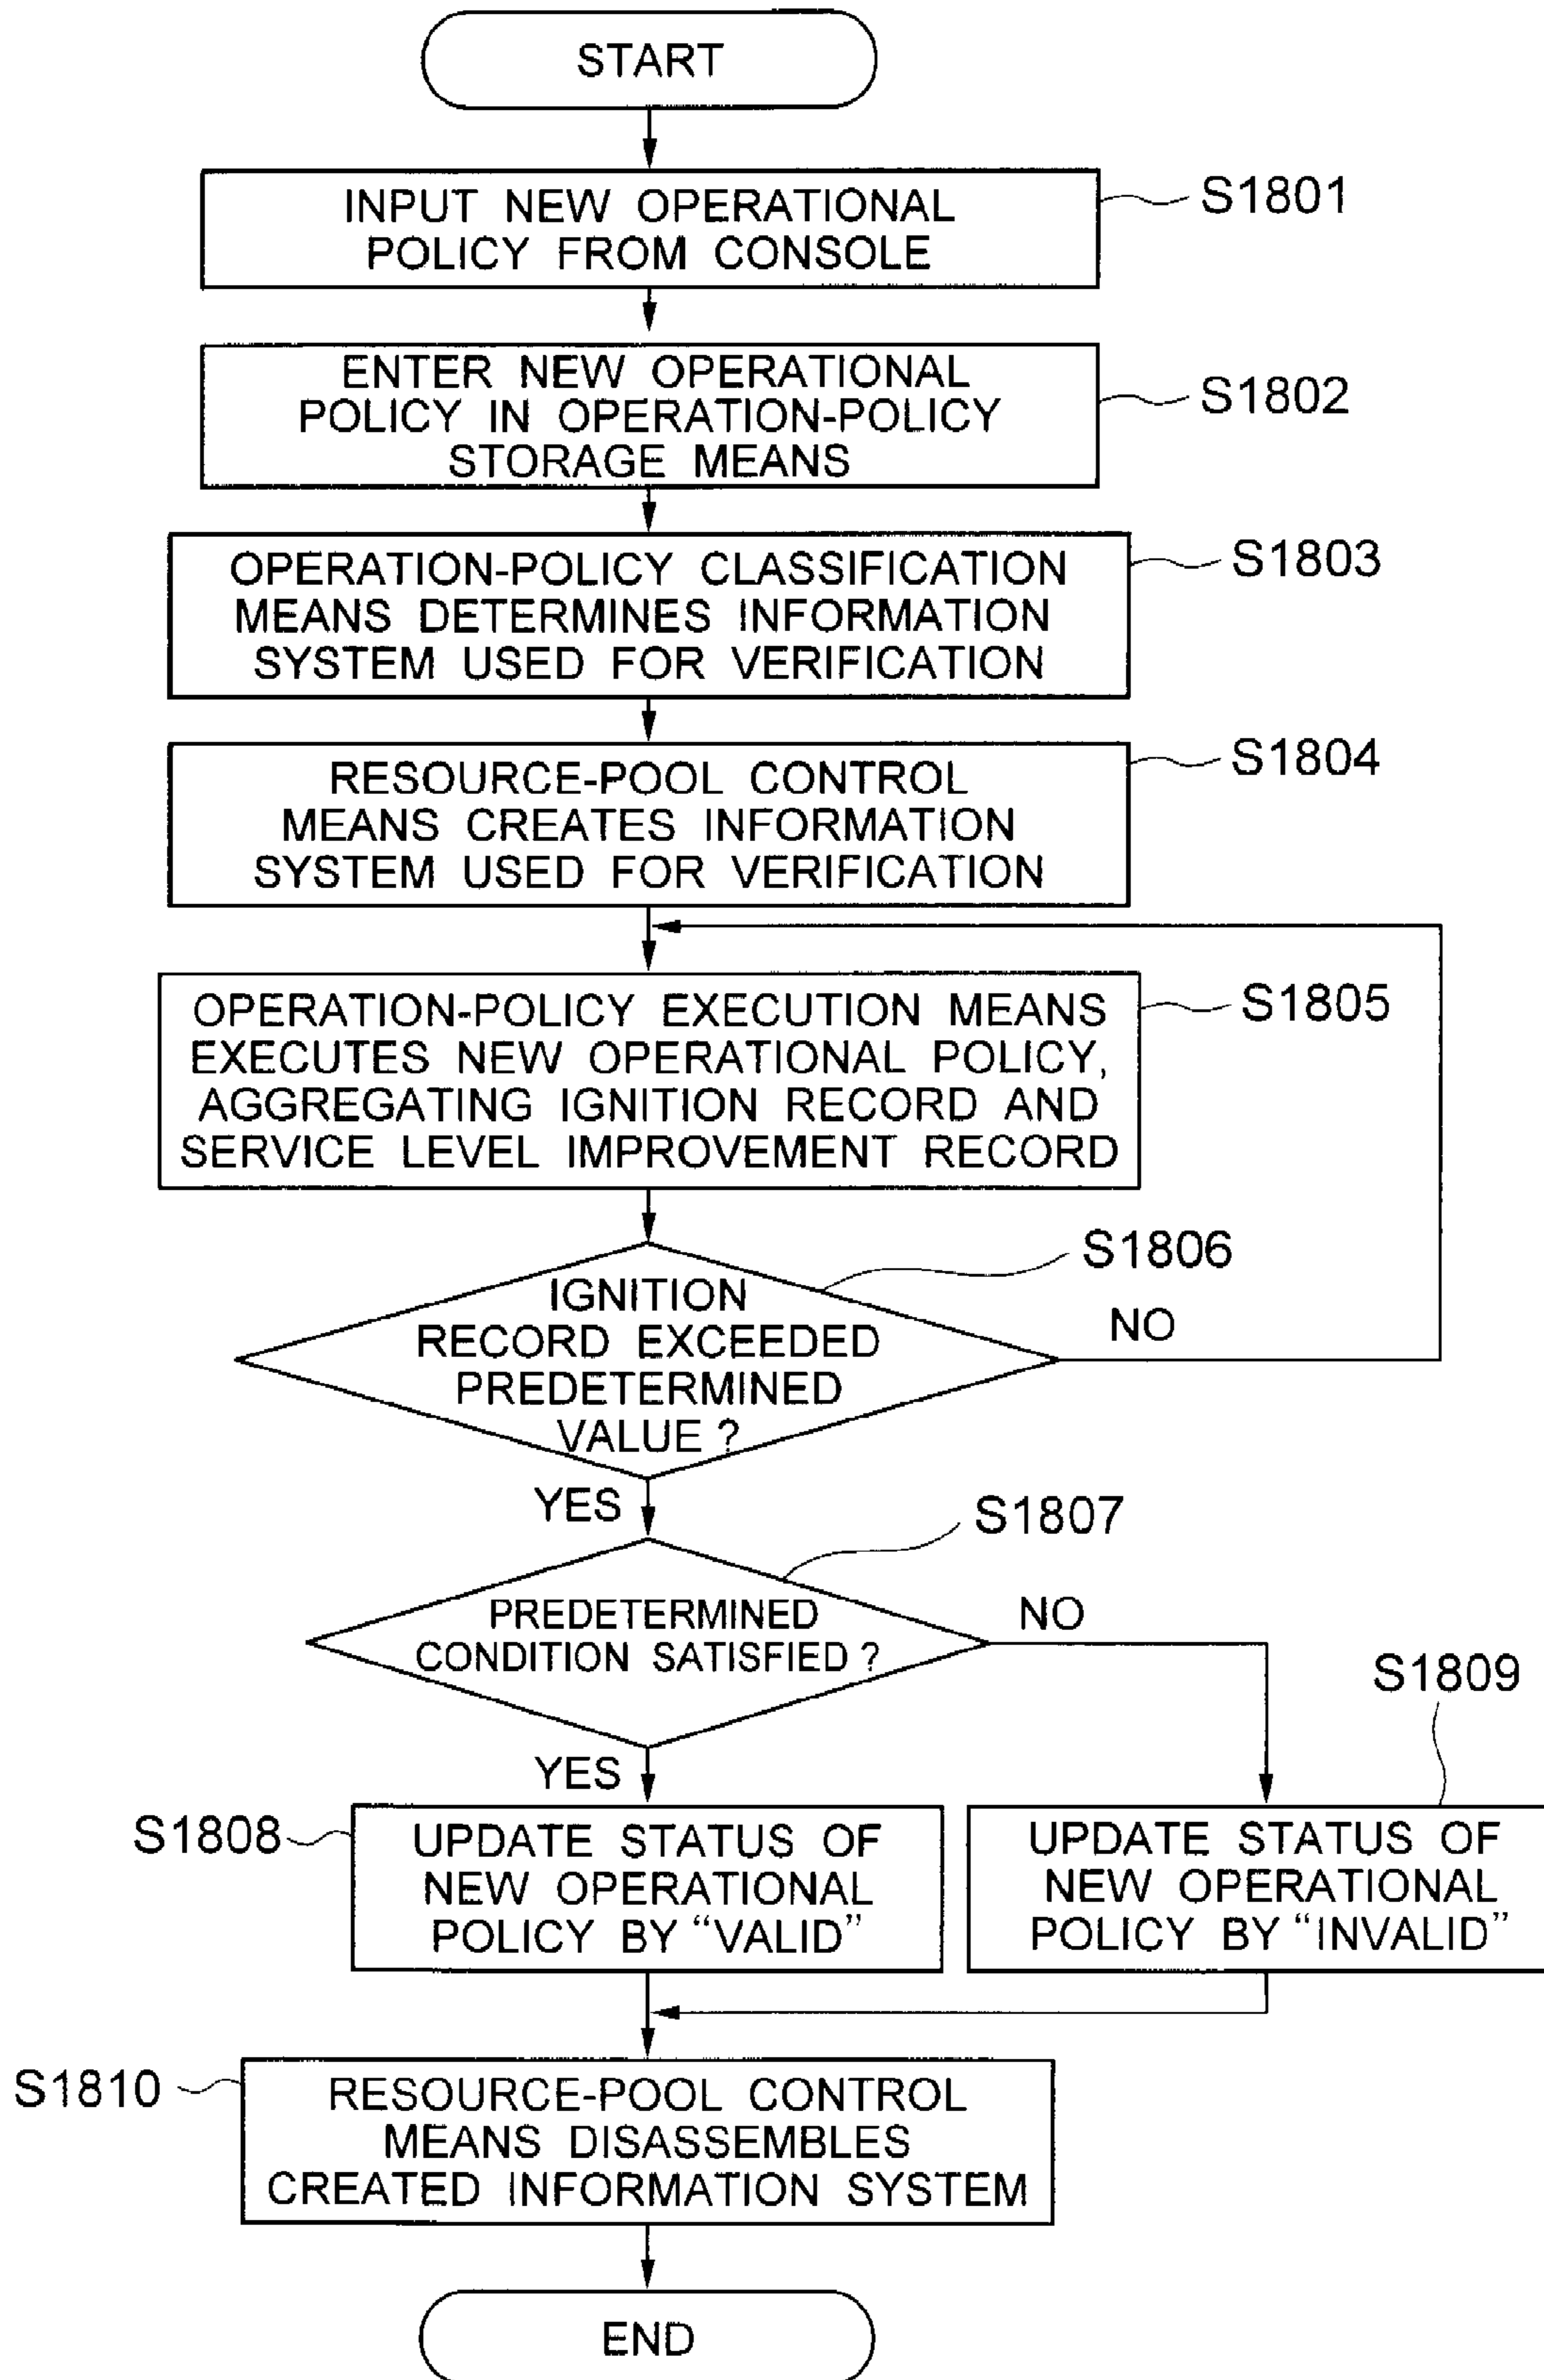 START
INPUT NEW OPERATIONAL
POLICY FROM CONSOLE
S1801
ENTER NEW OPERATIONAL
POLICY IN OPERATION-POLICY
STORAGE MEANS
S1802
OPERATION-POLICY CLASSIFICATION
MEANS DETERMINES INFORMATION
SYSTEM USED FOR VERIFICATION
S1803
RESOURCE-POOL CONTROL
MEANS CREATES INFORMATION
SYSTEM USED FOR VERIFICATION
S1804
OPERATION-POLICY EXECUTION MEANS
EXECUTES NEW OPERATIONAL POLICY,
AGGREGATING IGNITION RECORD AND
SERVICE LEVEL IMPROVEMENT RECORD
S1805
IGNITION
RECORD EXCEEDED
PREDETERMINED
VALUE ?
S1806
NO
YES
PREDETERMINED
CONDITION SATISFIED ?
S1807
NO
YES
S1808
UPDATE STATUS OF
NEW OPERATIONAL
POLICY BY “VALID”
S1809
UPDATE STATUS OF
NEW OPERATIONAL
POLICY BY “INVALID”
S1810
RESOURCE-POOL CONTROL
MEANS DISASSEMBLES
CREATED INFORMATION SYSTEM
END